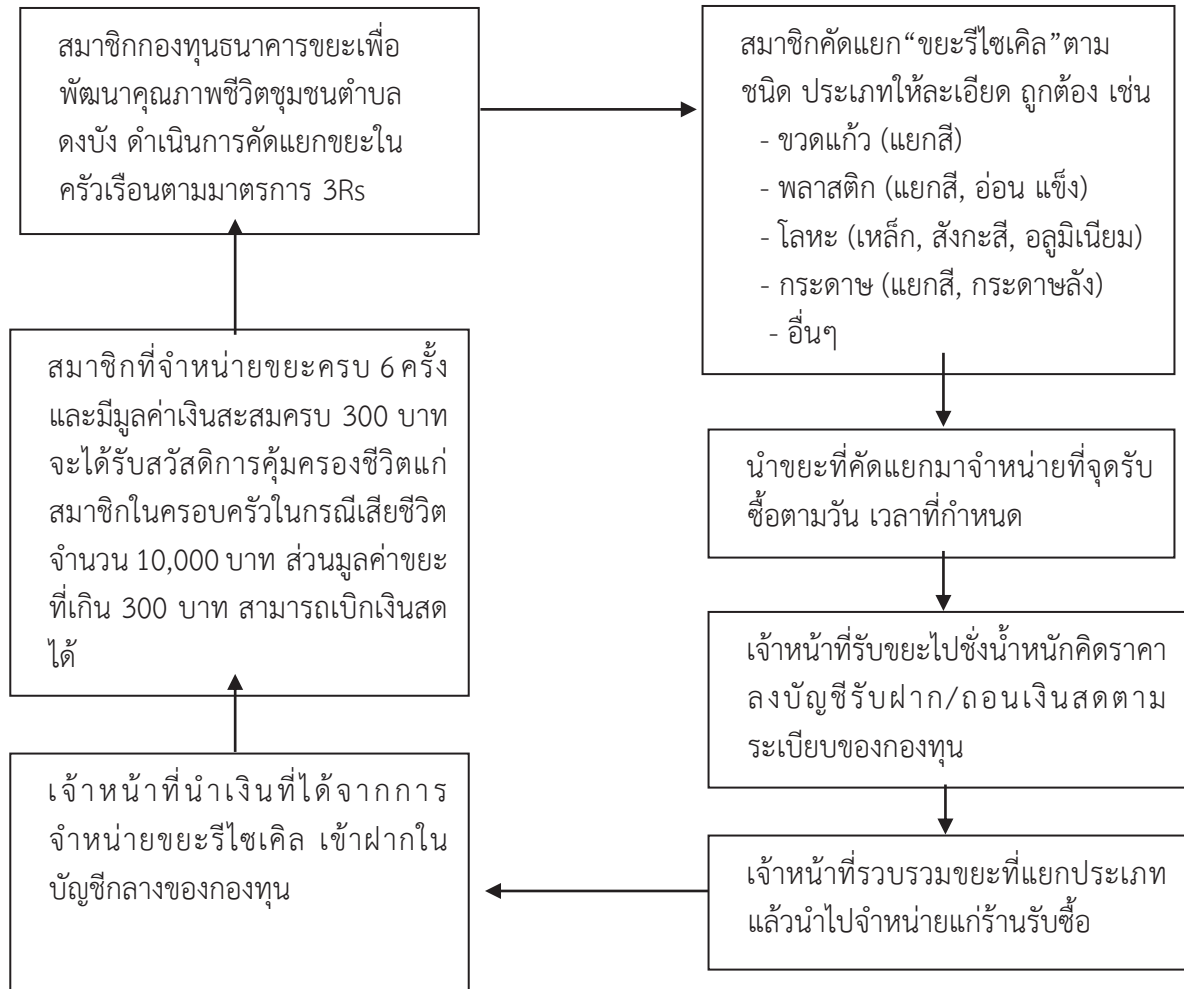 สมาชิกกองทุนธนาคารขยะเพื่อ
พัฒนาคุณภาพชีวิตชุมชนตำบล
ดงบัง ดำเนินการคัดแยกขยะใน
ครัวเรือนตามมาตรการ 3Rs
สมาชิกคัดแยก“ขยะรีไซเคิล”ตาม
ชนิด ประเภทให้ละเอียด ถูกต้อง เช่น
- ขวดแก้ว (แยกสี)
- พลาสติก (แยกสี, อ่อน แข็ง)
- โลหะ (เหล็ก, สังกะสี, อลูมิเนียม)
- กระดาษ (แยกสี, กระดาษลัง)
- อื่นๆ
นำขยะที่คัดแยกมาจำหน่ายที่จุดรับ
ซื้อตามวัน เวลาที่กำหนด
เจ้าหน้าที่รับขยะไปชั่งน้ำหนักคิดราคา
ลงบัญชีรับฝาก/ถอนเงินสดตาม
ระเบียบของกองทุน
เจ้าหน้าที่รวบรวมขยะที่แยกประเภท
แล้วนำไปจำหน่ายแก่ร้านรับซื้อ
เจ้าหน้าที่นำเงินที่ได้จากการ
จำหน่ายขยะรีไซเคิล เข้าฝากใน
บัญชีกลางของกองทุน
สมาชิกที่จำหน่ายขยะครบ 6 ครั้ง
และมีมูลค่าเงินสะสมครบ 300 บาท
จะได้รับสวัสดิการคุ้มครองชีวิตแก่
สมาชิกในครอบครัวในกรณีเสียชีวิต
จำนวน 10,000 บาท ส่วนมูลค่าขยะ
ที่เกิน 300 บาท สามารถเบิกเงินสด
ได้